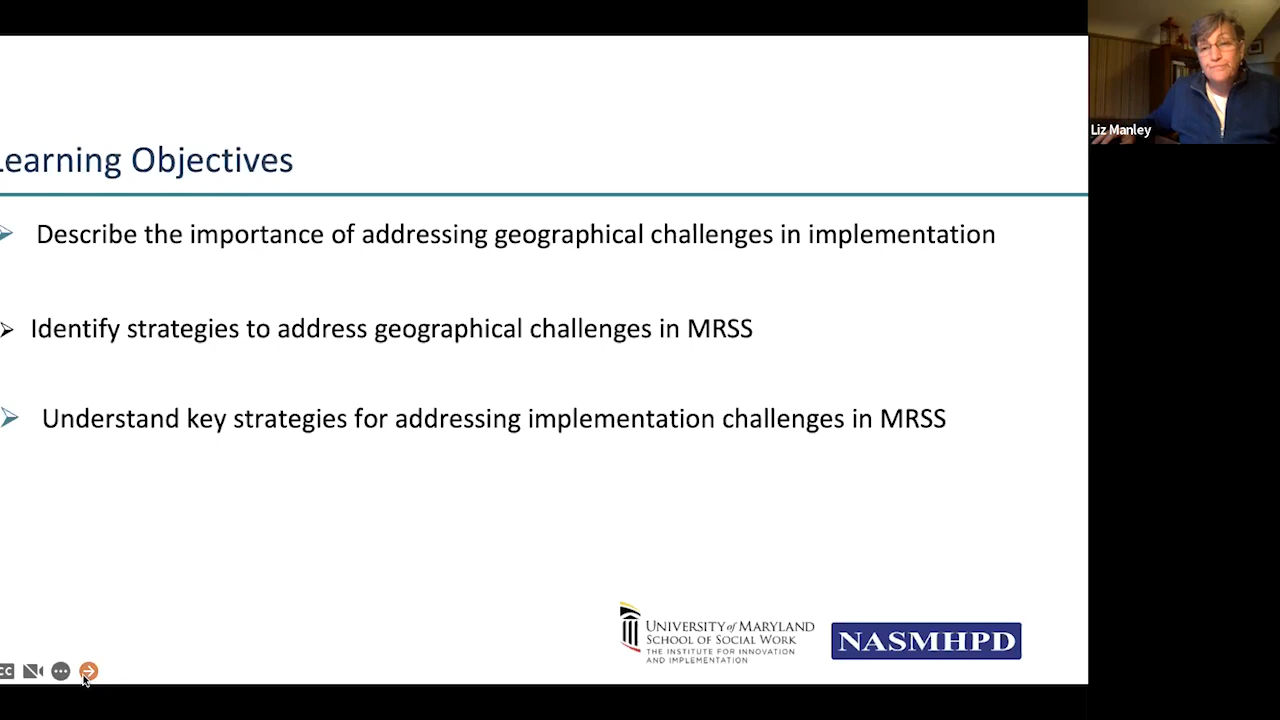 Learning Objectives
Describe the importance of addressing geographical challenges in implementation
Identify strategies to address geographical challenges in MRSS
Understand key strategies for addressing implementation challenges in MRSS
UNIVERSITY of MARYLAND
SCHOOL OF SOCIAL WORK
THE INSTITUTE FOR INNOVATION
AND IMPLEMENTATION
NASMHPD
CC
Liz Manley